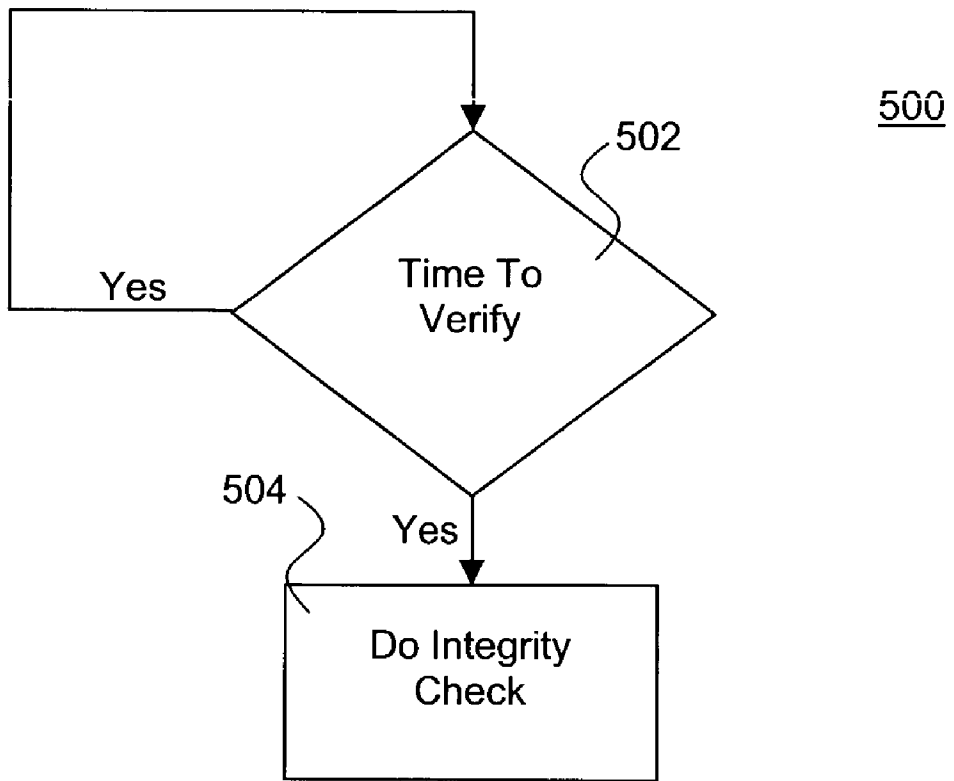 500
502
Time To
Verify
Yes
504
Yes
Do Integrity
Check